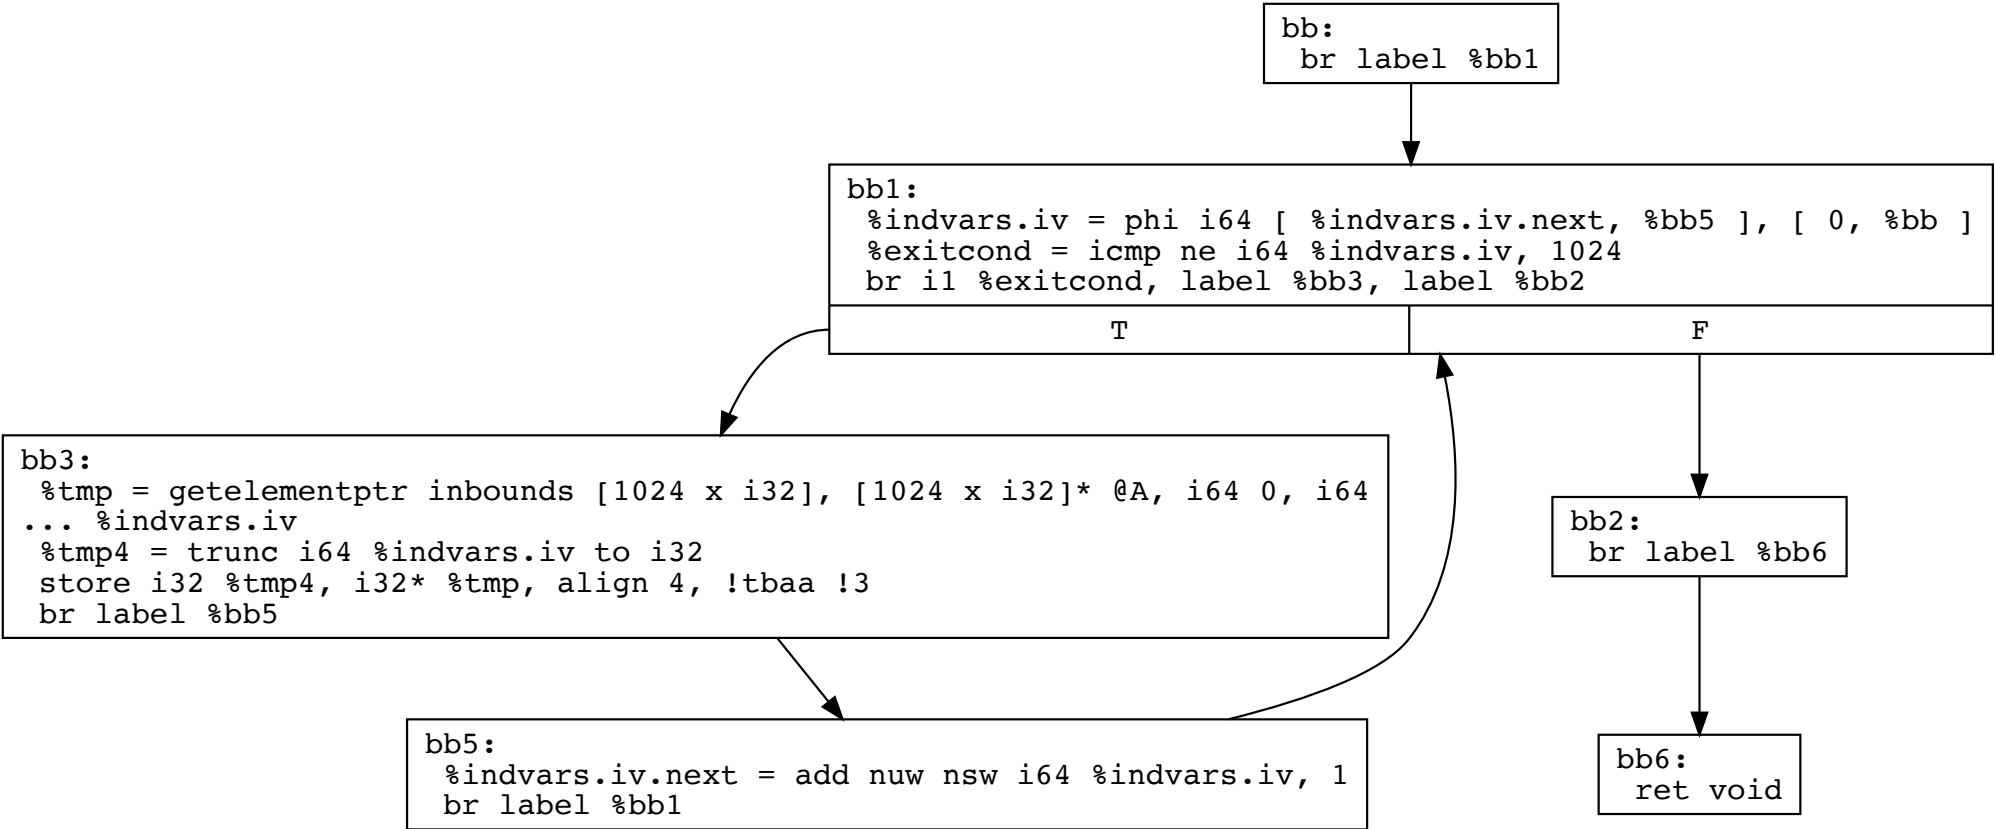 bb:
br label %bb1
bb1:
%indvars.iv = phi i64 [ %indvars.iv.next, %bb5 ], [ 0, %bb ]
%exitcond = icmp ne i64 %indvars.iv, 1024
br i1 %exitcond, label %bb3, label %bb2
T F
bb3:
%tmp = getelementptr inbounds [1024 x i32], [1024 x i32]* @A, i64 0, i64
... %indvars.iv
%tmp4 = trunc i64 %indvars.iv to i32
store i32 %tmp4, i32* %tmp, align 4, !tbaa !3
br label %bb5
bb2:
br label %bb6
bb5:
%indvars.iv.next = add nuw nsw i64 %indvars.iv, 1
br label %bb1
bb6:
ret void